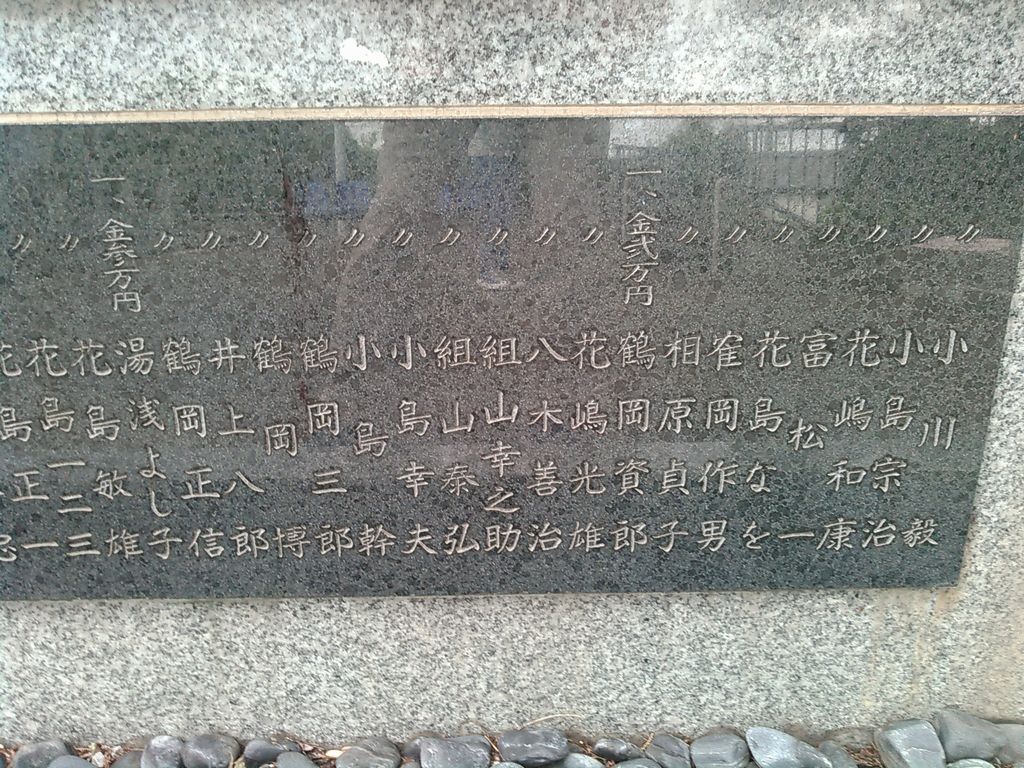 〃 小川毅
〃 小島宗治
〃 花嶋和康
〃 富松一
〃 花島なを
〃 雀岡作男
〃 相原貞子
一、金弐万円 鶴岡資郎
〃 花嶋光雄
〃 八木善治
〃 組山幸之助
〃 組山泰弘
〃 小島幸夫
〃 小島幹
〃 鶴岡三郎
〃 鶴岡博
〃 井上八郎
〃 鶴岡正信
〃 湯浅よし子
一、金参万円 花島敏雄
〃 花島一二三
〃 花島正一